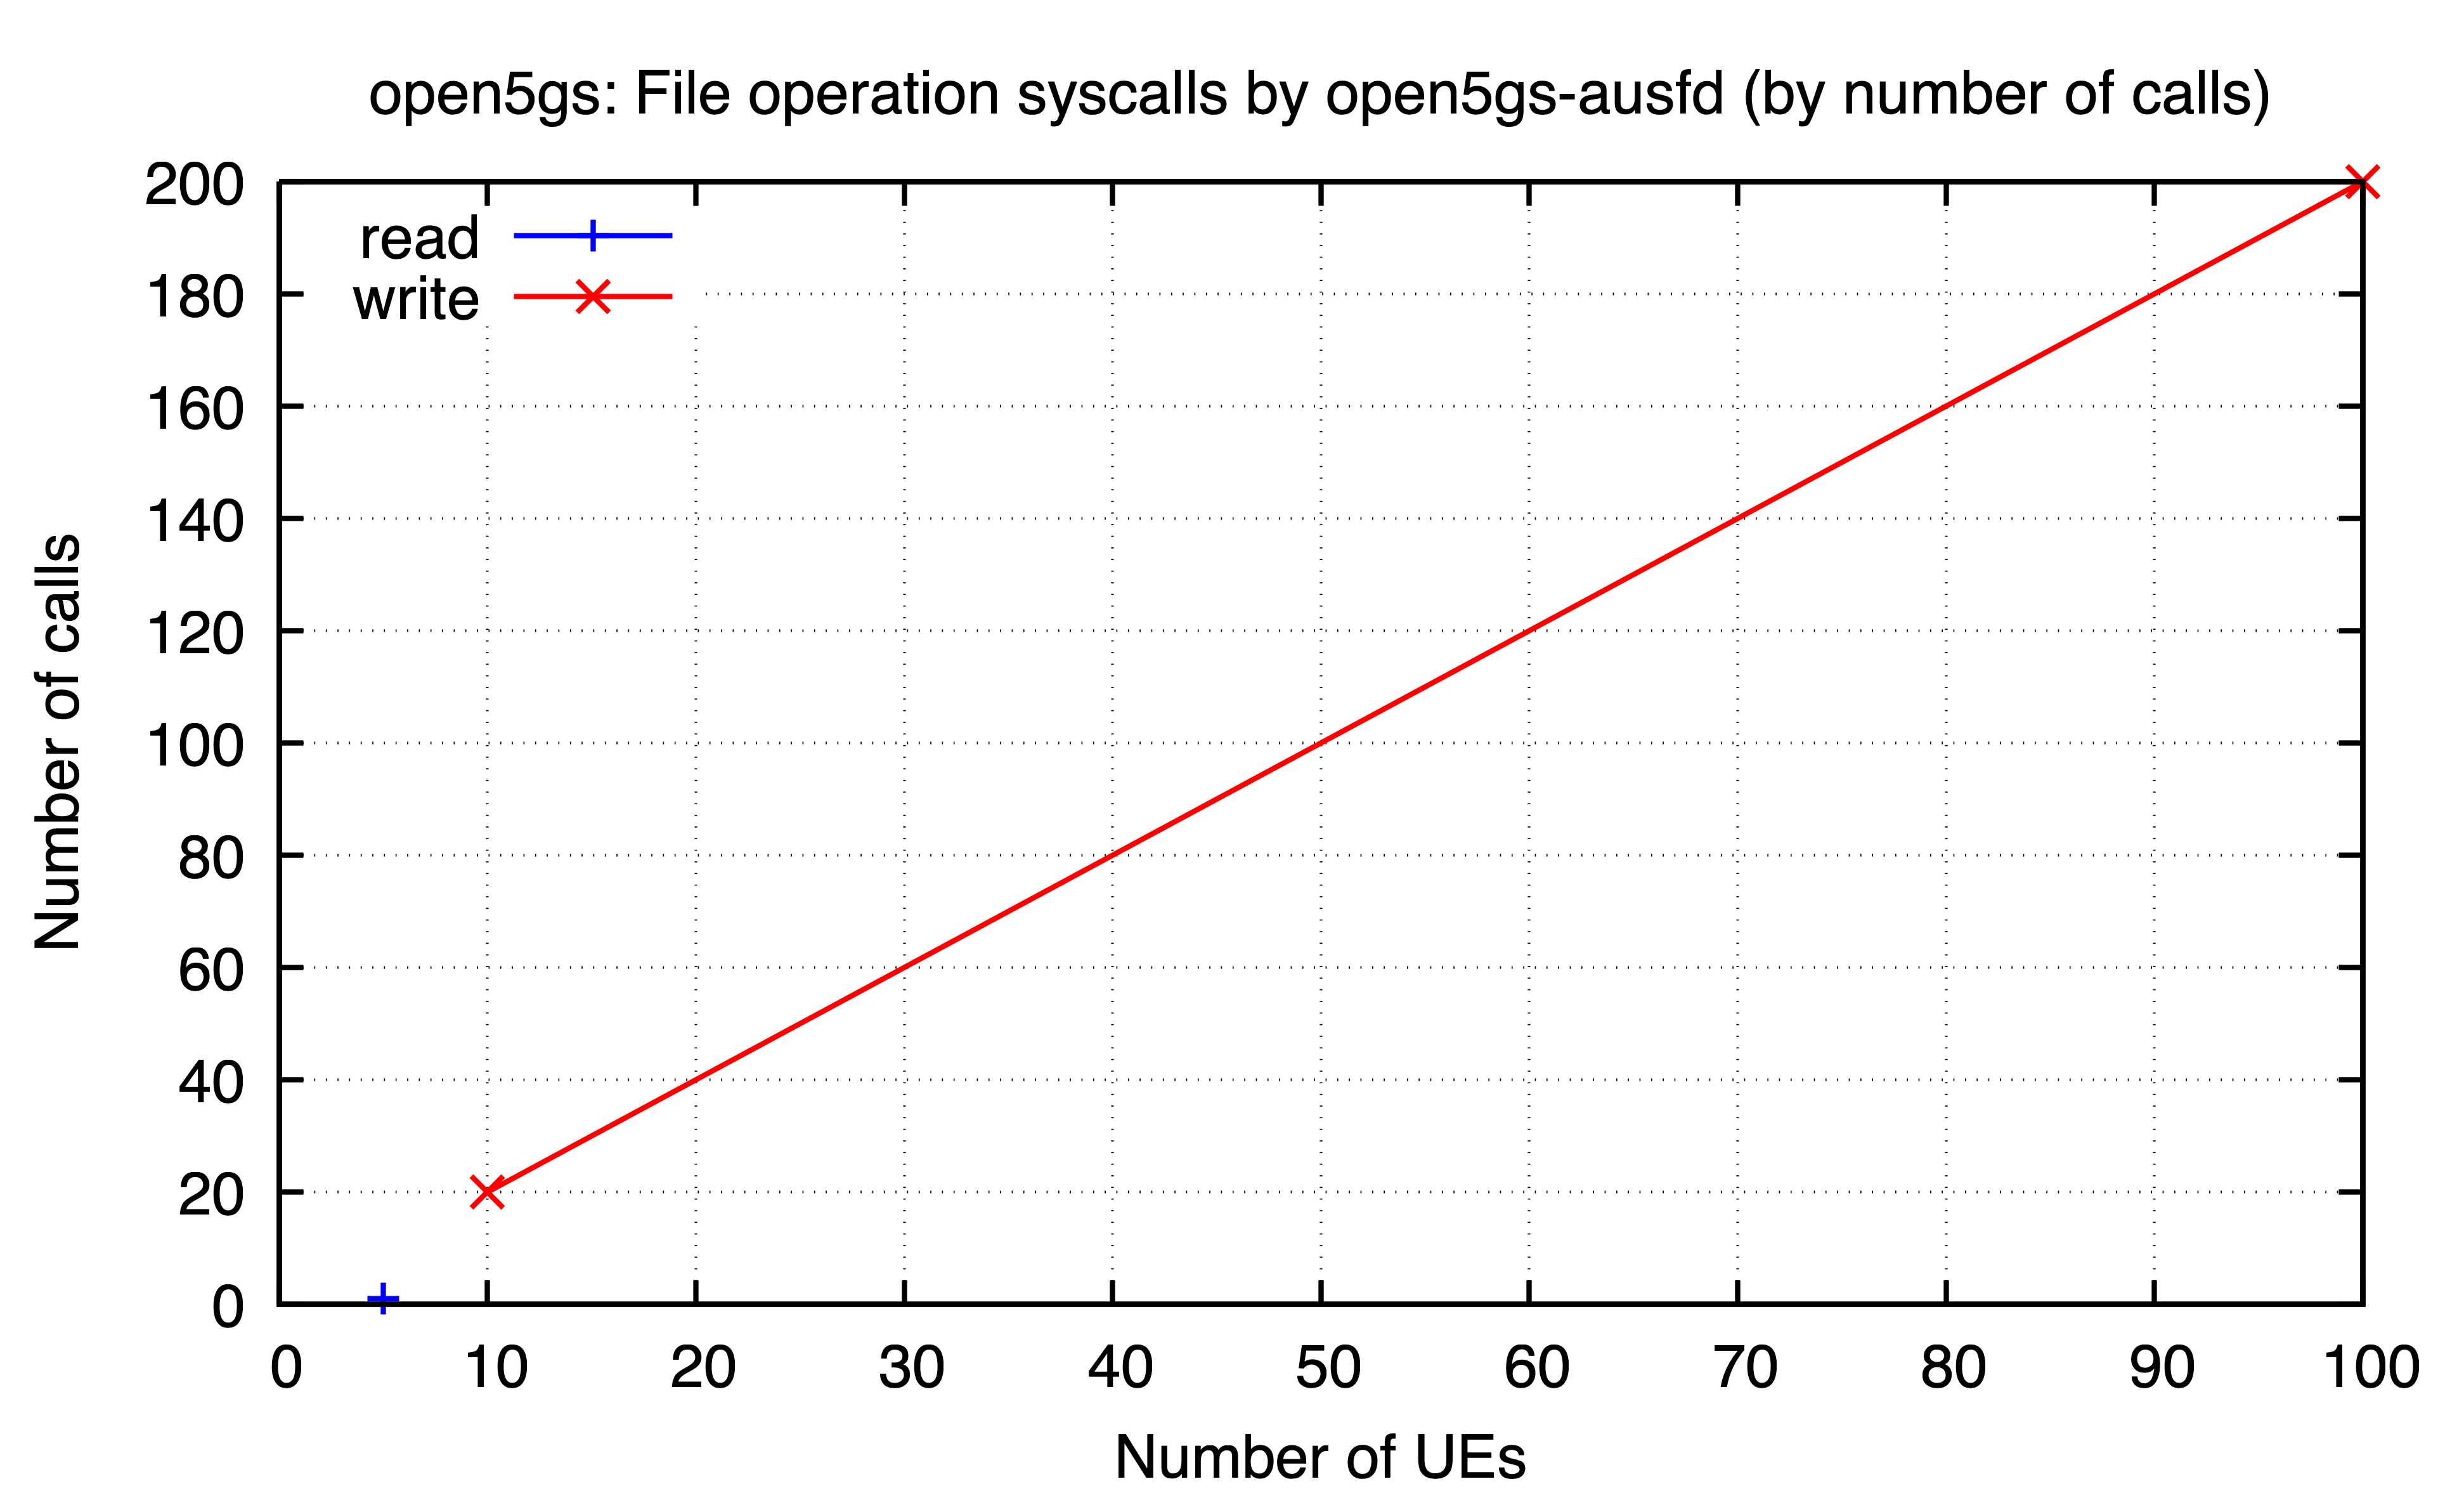 open5gs: File operation syscalls by open5gs-ausfd (by number of calls)
200
180
160
140
120
100
80
60
40
20
0
read
write
Number of calls
0 10 20 30 40 50 60 70 80 90 100
Number of UEs